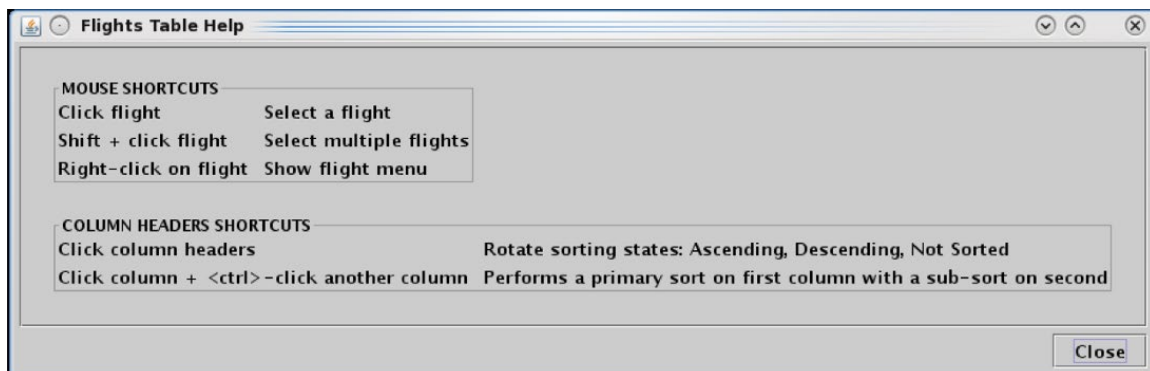 Flights Table Help
MOUSE SHORTCUTS
Click flight Select a flight
Shift + click flight Select multiple flights
Right-click on flight Show flight menu
COLUMN HEADERS SHORTCUTS
Click column headers Rotate sorting states: Ascending, Descending, Not Sorted
Click column + <ctrl>-click another column Performs a primary sort on first column with a sub-sort on second
Close